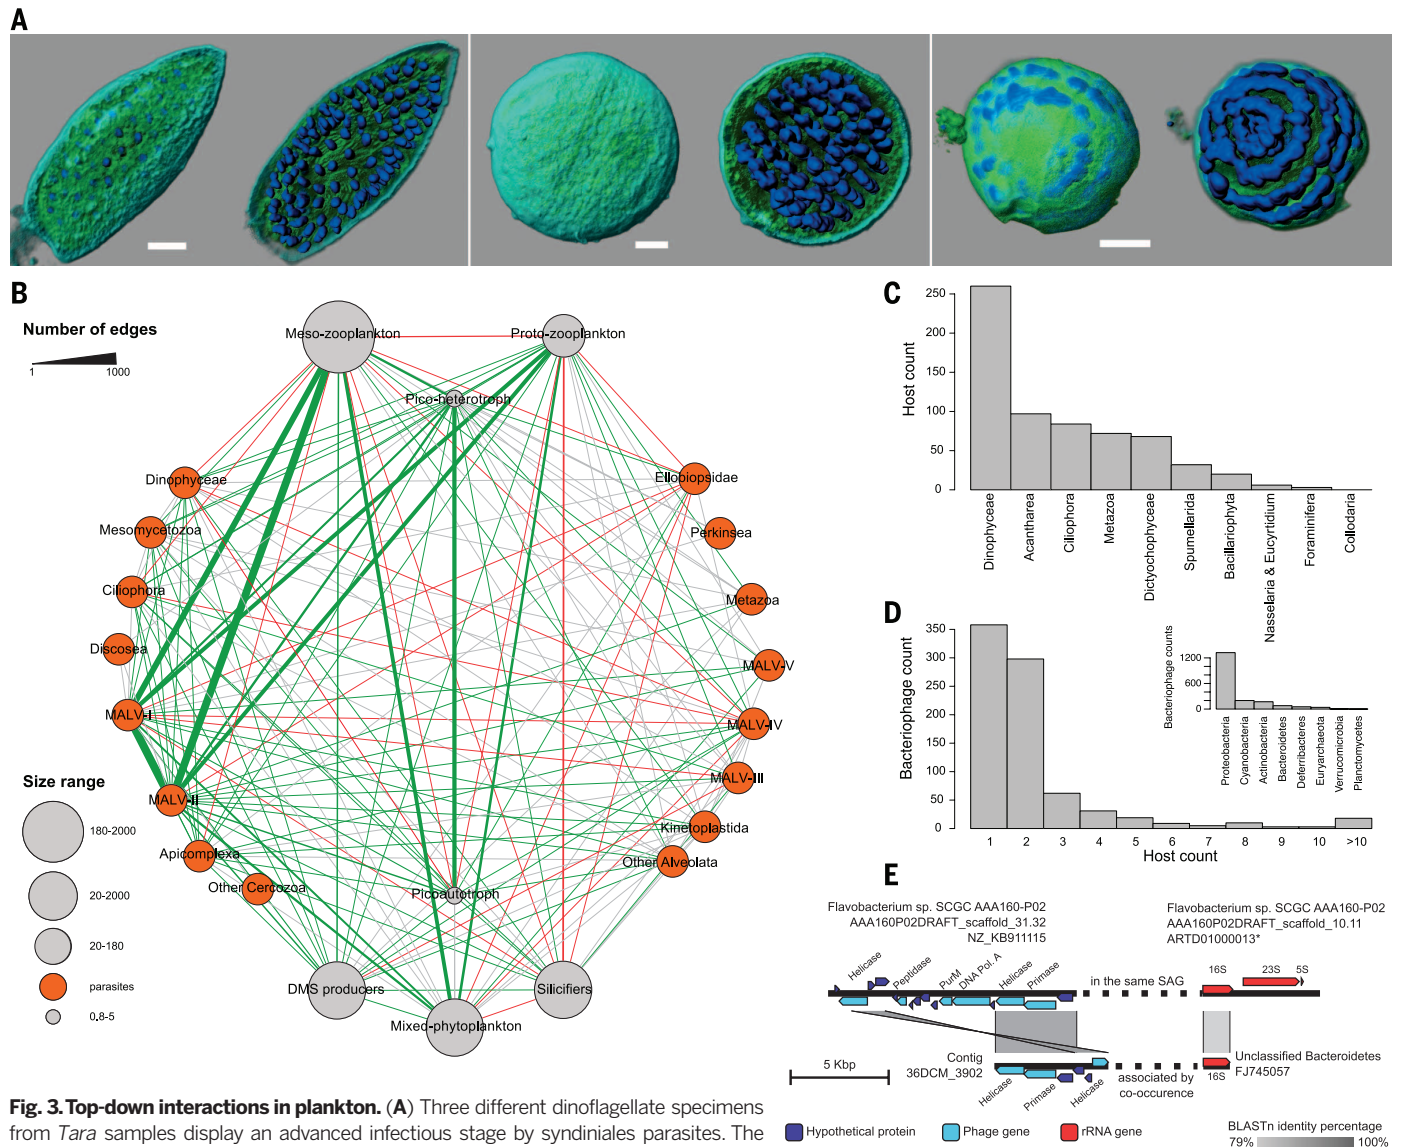 A
B
Number of edges
1 1000
Meso-zooplankton
Proto-zooplankton
Pico-heterotroph
Dinophyceae
Ellobiopsidae
Mesomycetozoa
Perkinsea
Ciliophora
Metazoa
Discosea
MALV-V
MALV-I
MALV-IV
MALV-III
MALV-II
Kinetoplastida
Apicomplexa
Other Alveolata
Other Cercozoa
Picoautotroph
DMS producers
Silicifiers
Mixed-phytoplankton
Size range
180-2000
20-2000
20-180
parasites
0.8-5
C
Host count
250
200
150
100
50
0
Dinophyceae
Acantharea
Ciliophora
Metazoa
Dictyochophyceae
Spumellarida
Bacillariophyta
Nasselaria & Eucyrtidium
Foraminifera
Collodaria
D
Bacteriophage count
350
300
250
200
150
100
50
0
1 2 3 4 5 6 7 8 9 10 >10
Host count
Bacteriophage counts
1200
600
0
Proteobacteria
Cyanobacteria
Actinobacteria
Bacteroidetes
Deferribacteres
Euryarchaeota
Verrucomicrobia
Planctomycetes
E
Flavobacterium sp. SCGC AAA160-P02
AAA160P02DRAFT_scaffold_31.32
NZ_KB911115
Flavobacterium sp. SCGC AAA160-P02
AAA160P02DRAFT_scaffold_10.11
ARTD01000013*
Helicase
Peptidase
PurM
DNA Pol. A
Helicase
Primase
in the same SAG
16S 23S 5S
5 Kbp
Contig
36DCM_3902
Helicase
Primase
Helicase
associated by
co-occurence
16S
Unclassified Bacteroidetes
FJ745057
Hypothetical protein
Phage gene
rRNA gene
BLASTn identity percentage
79% 100%
Fig. 3. Top-down interactions in plankton. (A) Three different dinoflagellate specimens
from Tara samples display an advanced infectious stage by syndiniales parasites. The